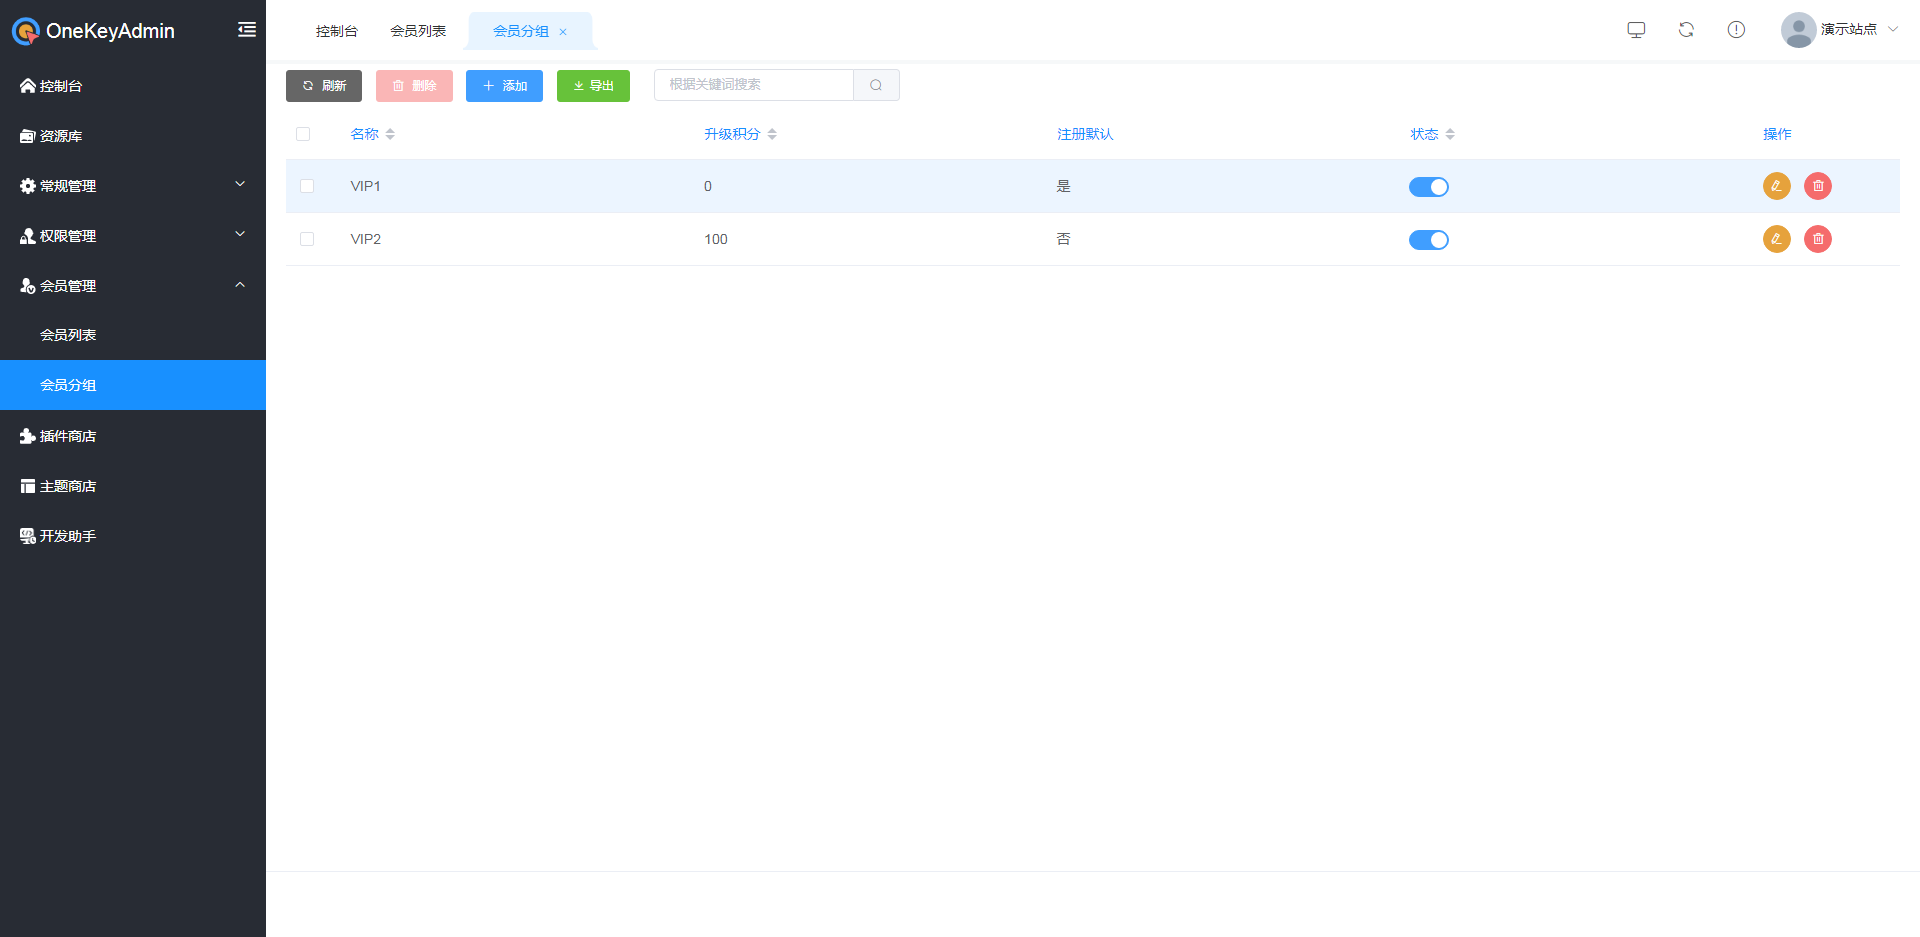 OneKeyAdmin
控制台
资源库
常规管理
权限管理
会员管理
会员列表
会员分组
插件商店
主题商店
开发助手
控制台 会员列表 会员分组
演示站点
刷新 删除 添加 导出 根据关键词搜索
名称 升级积分 注册默认 状态 操作
VIP1 0 是
VIP2 100 否